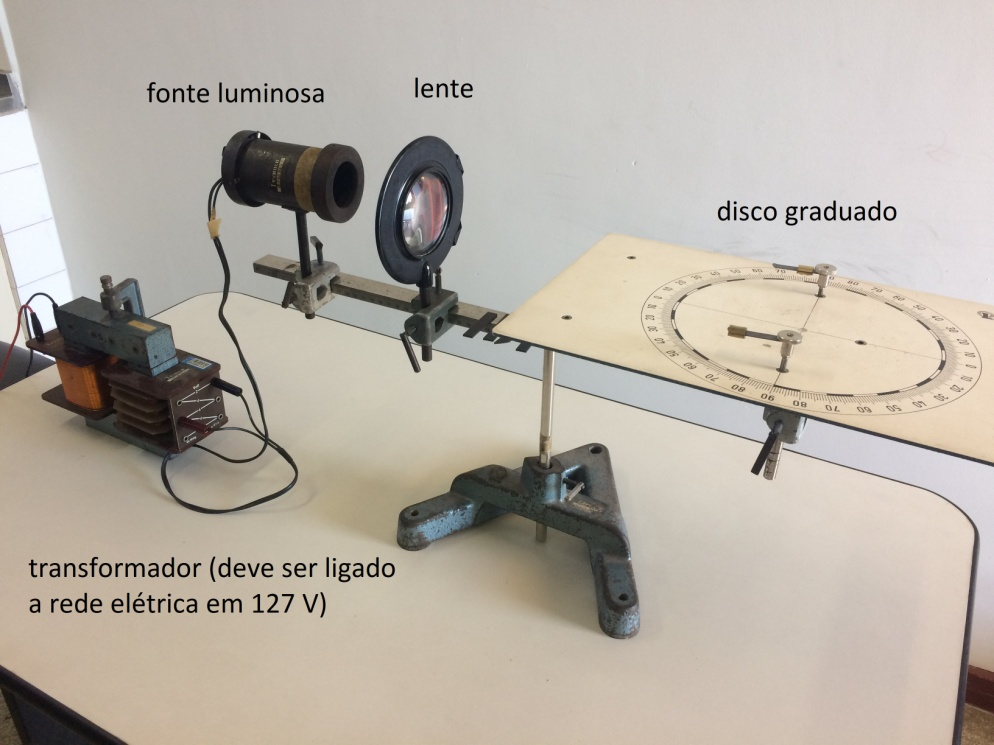 fonte luminosa
lente
disco graduado
transformador (deve ser ligado
a rede elétrica em 127 V)